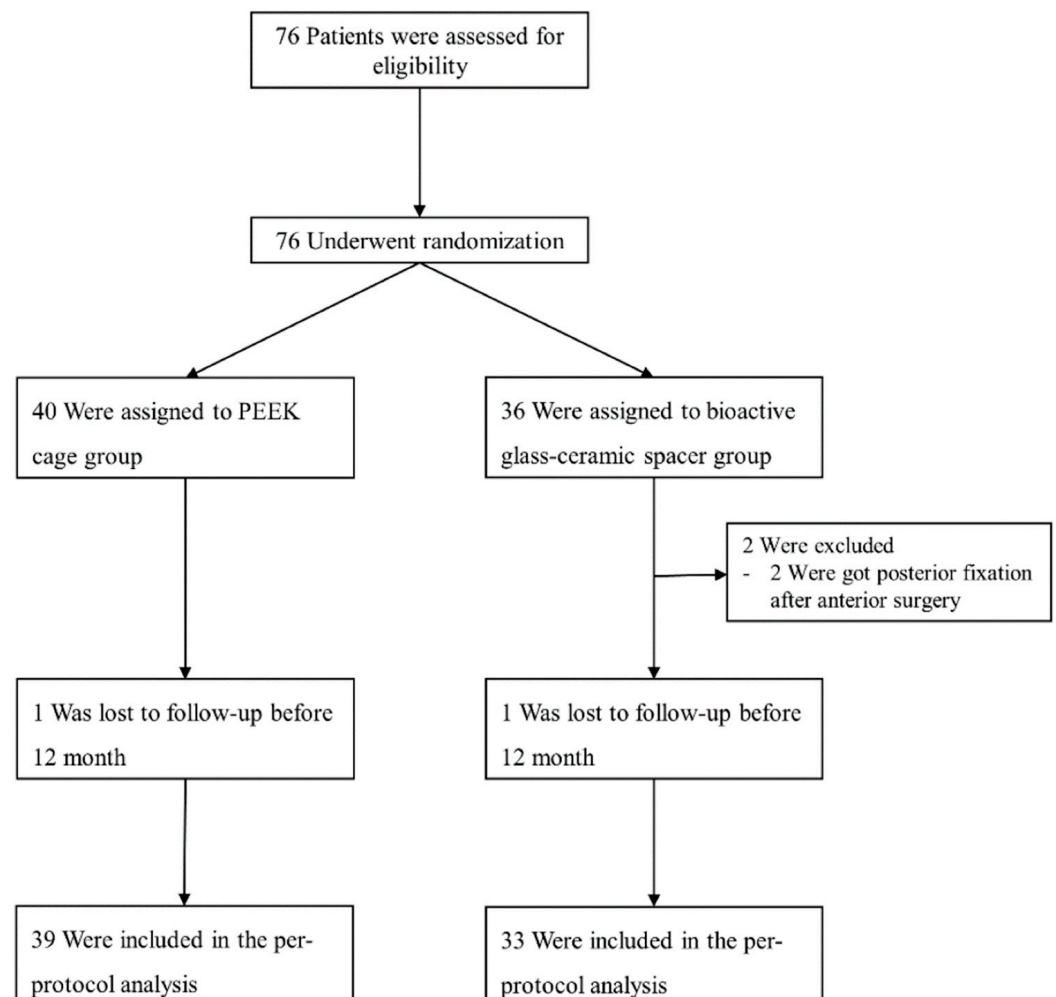 76 Patients were assessed for
eligibility
76 Underwent randomization
40 Were assigned to PEEK
cage group
36 Were assigned to bioactive
glass-ceramic spacer group
2 Were excluded
- 2 Were got posterior fixation
after anterior surgery
1 Was lost to follow-up before
12 month
1 Was lost to follow-up before
12 month
39 Were included in the per-
protocol analysis
33 Were included in the per-
protocol analysis